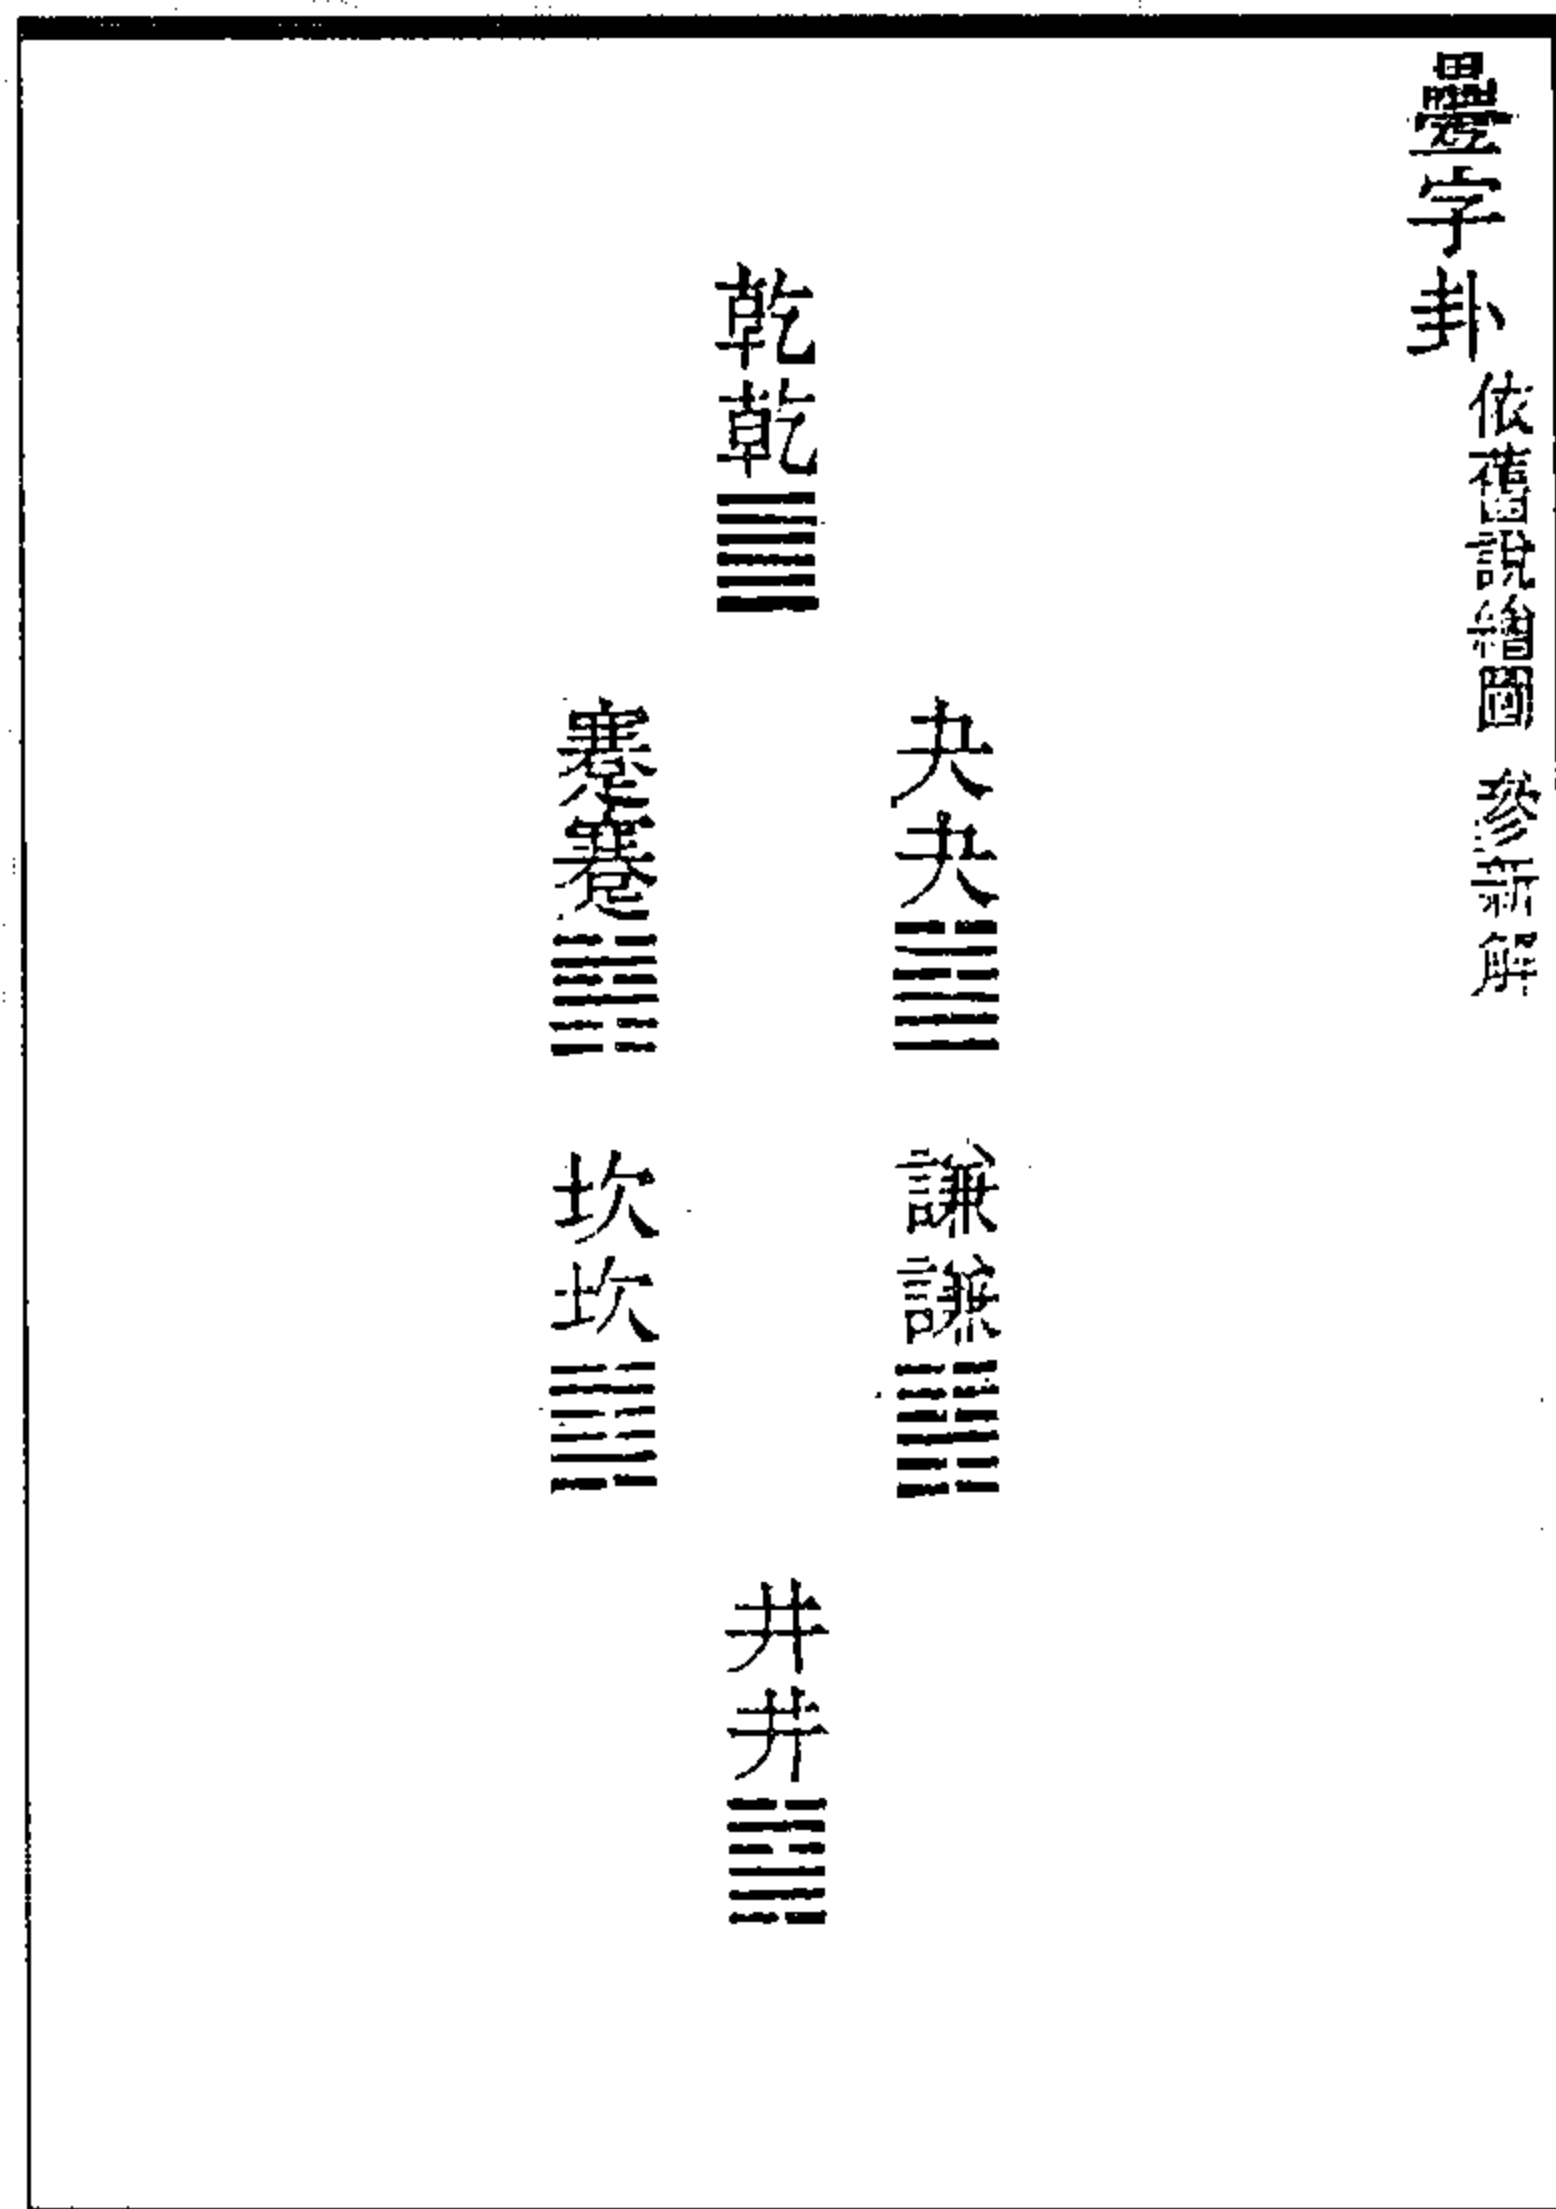 疊字卦 依舊說繪圖 參新解
乾乾䷀
夬夬䷄
蹇蹇䷦
謙謙䷎
坎坎䷜
井井䷯